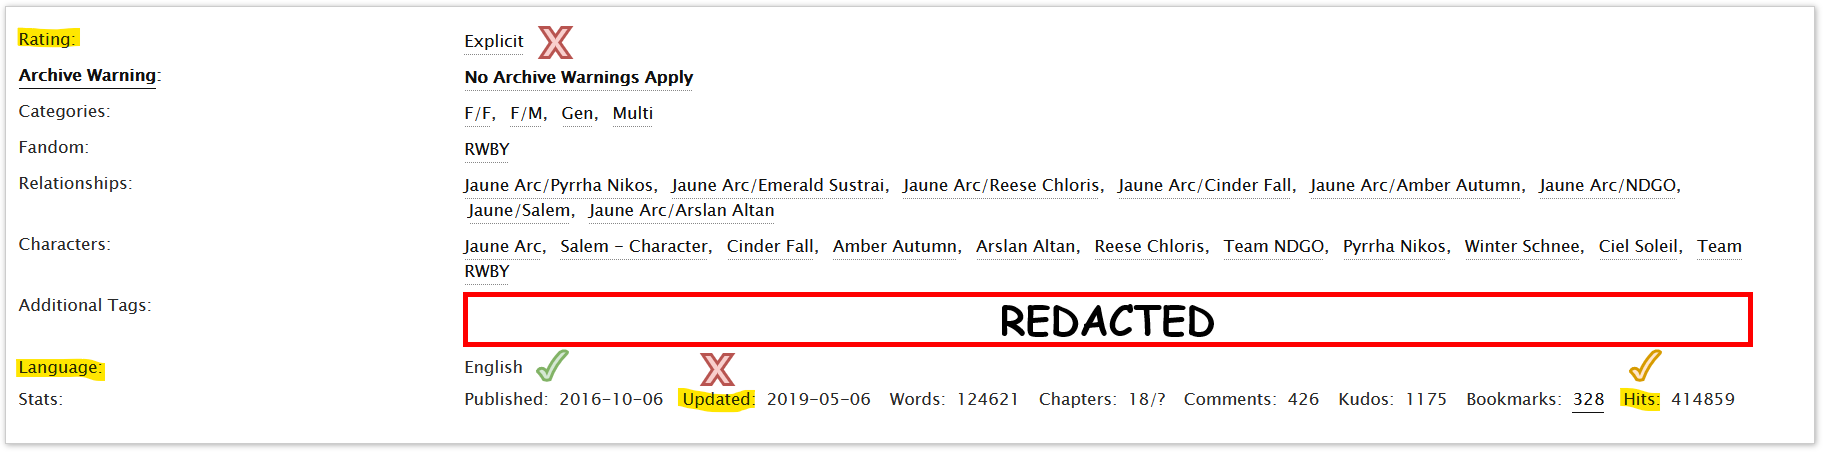 Rating: Explicit
Archive Warning: No Archive Warnings Apply
Categories: F/F, F/M, Gen, Multi
Fandom: RWBY
Relationships: Jaune Arc/Pyrrha Nikos, Jaune Arc/Emerald Sustrai, Jaune Arc/Reese Chloris, Jaune Arc/Cinder Fall, Jaune Arc/Amber Autumn, Jaune Arc/NDGO,
Jaune/Salem, Jaune Arc/Arslan Altan
Characters: Jaune Arc, Salem - Character, Cinder Fall, Amber Autumn, Arslan Altan, Reese Chloris, Team NDGO, Pyrrha Nikos, Winter Schnee, Ciel Soleil, Team
RWBY
Additional Tags: REDACTED
Language: English
Stats: Published: 2016-10-06 Updated: 2019-05-06 Words: 124621 Chapters: 18/? Comments: 426 Kudos: 1175 Bookmarks: 328 Hits: 414859